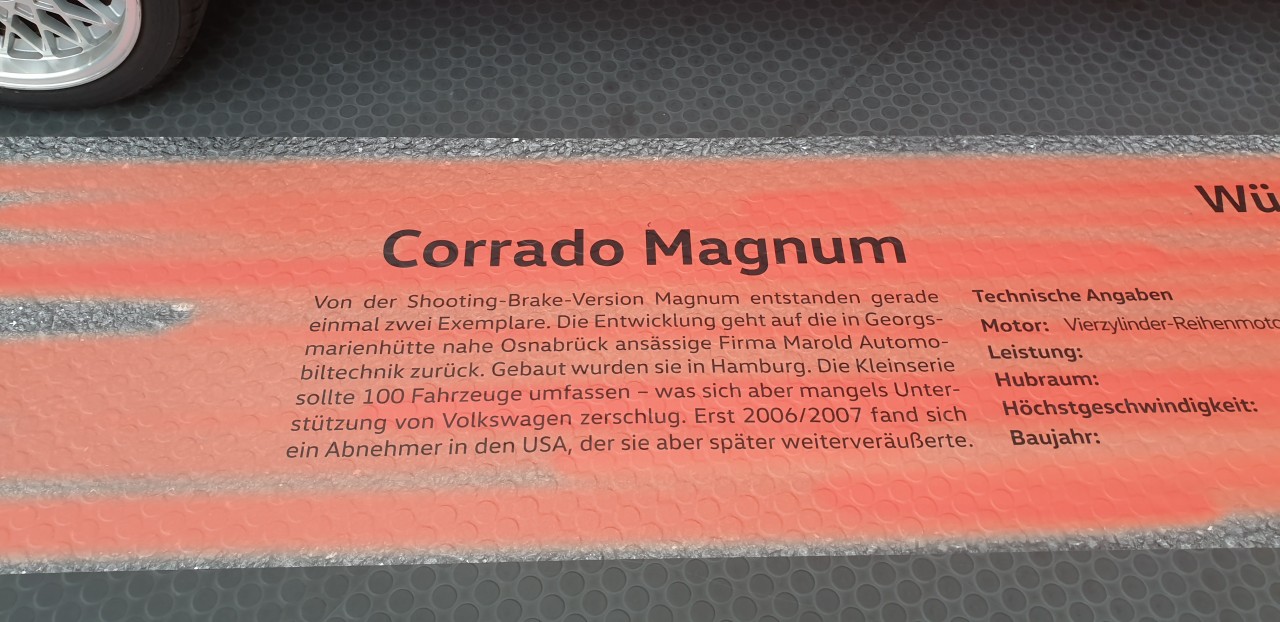 Wü
Corrado Magnum
Von der Shooting-Brake-Version Magnum entstanden gerade
einmal zwei Exemplare. Die Entwicklung geht auf die in Georgs-
marienhütte nahe Osnabrück ansässige Firma Marold Automo-
biltechnik zurück. Gebaut wurden sie in Hamburg. Die Kleinserie
sollte 100 Fahrzeuge umfassen – was sich aber mangels Unter-
stützung von Volkswagen zerschlug. Erst 2006/2007 fand sich
ein Abnehmer in den USA, der sie aber später weiterveräußerte.
Technische Angaben
Motor: Vierzylinder-Reihenmoto
Leistung:
Hubraum:
Höchstgeschwindigkeit:
Baujahr: